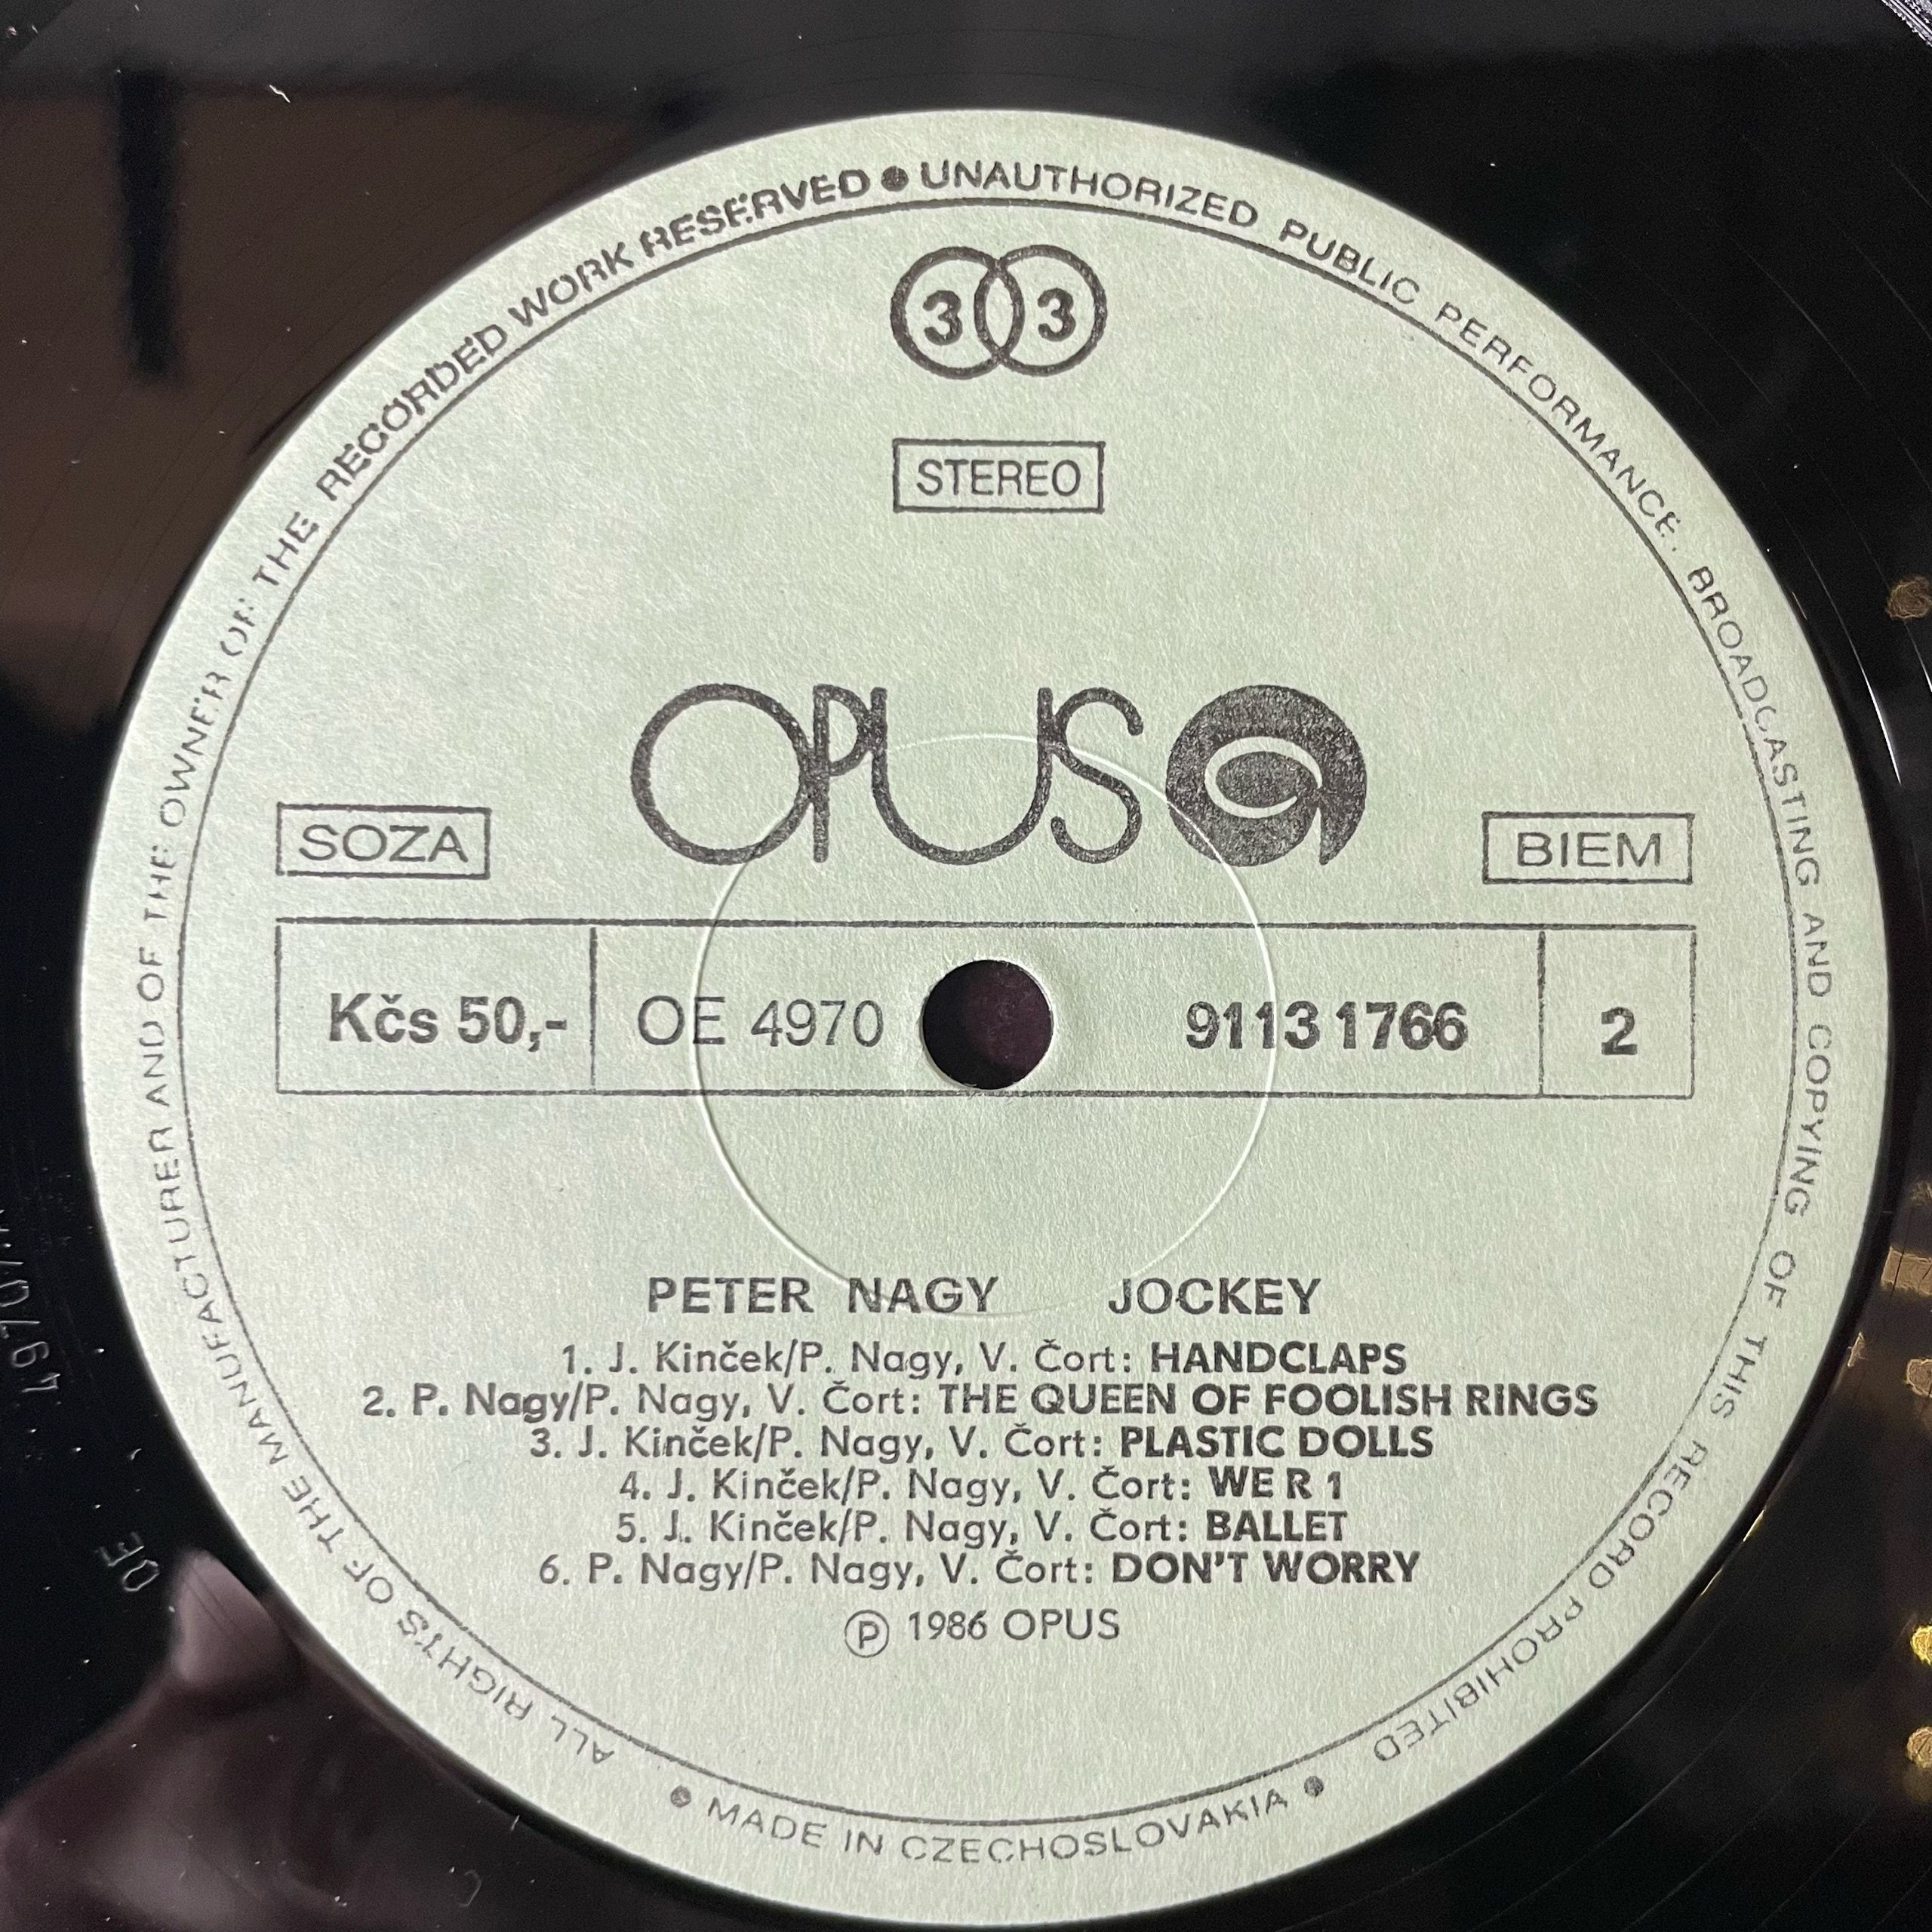 ALL RIGHTS OF THE MANUFACTURER AND OF THE OWNER OF THE RECORDED WORK RESERVED ● UNAUTHORIZED PUBLIC PERFORMANCE. BROADCASTING AND COPYING OF THIS RECORD PROHIBITED
33
STEREO
OPUS
SOZA
BIEM
Kčs 50,- OE 4970 9113 1766 2
PETER NAGY JOCKEY
1. J. Kinček/P. Nagy, V. Čort: HANDCLAPS
2. P. Nagy/P. Nagy, V. Čort: THE QUEEN OF FOOLISH RINGS
3. J. Kinček/P. Nagy, V. Čort: PLASTIC DOLLS
4. J. Kinček/P. Nagy, V. Čort: WE R 1
5. J. Kinček/P. Nagy, V. Čort: BALLET
6. P. Nagy/P. Nagy, V. Čort: DON'T WORRY
Ⓟ 1986 OPUS
● MADE IN CZECHOSLOVAKIA ●
OE